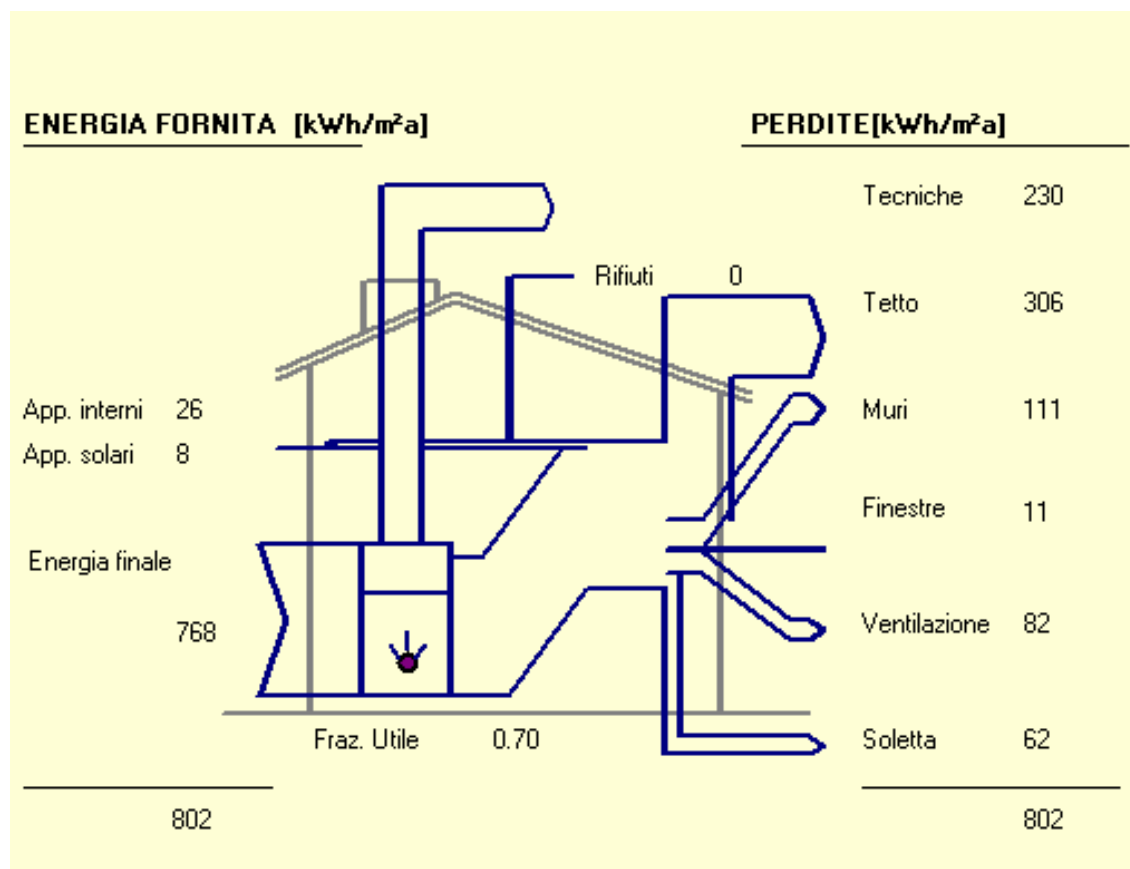 ENERGIA FORNITA [kWh/m²a]
PERDITE[kWh/m²a]
Tecniche 230
Rifiuti 0
Tetto 306
App. interni 26
Muri 111
App. solari 8
Finestre 11
Energia finale
768
Ventilazione 82
Fraz. Utile 0.70
Soletta 62
802
802